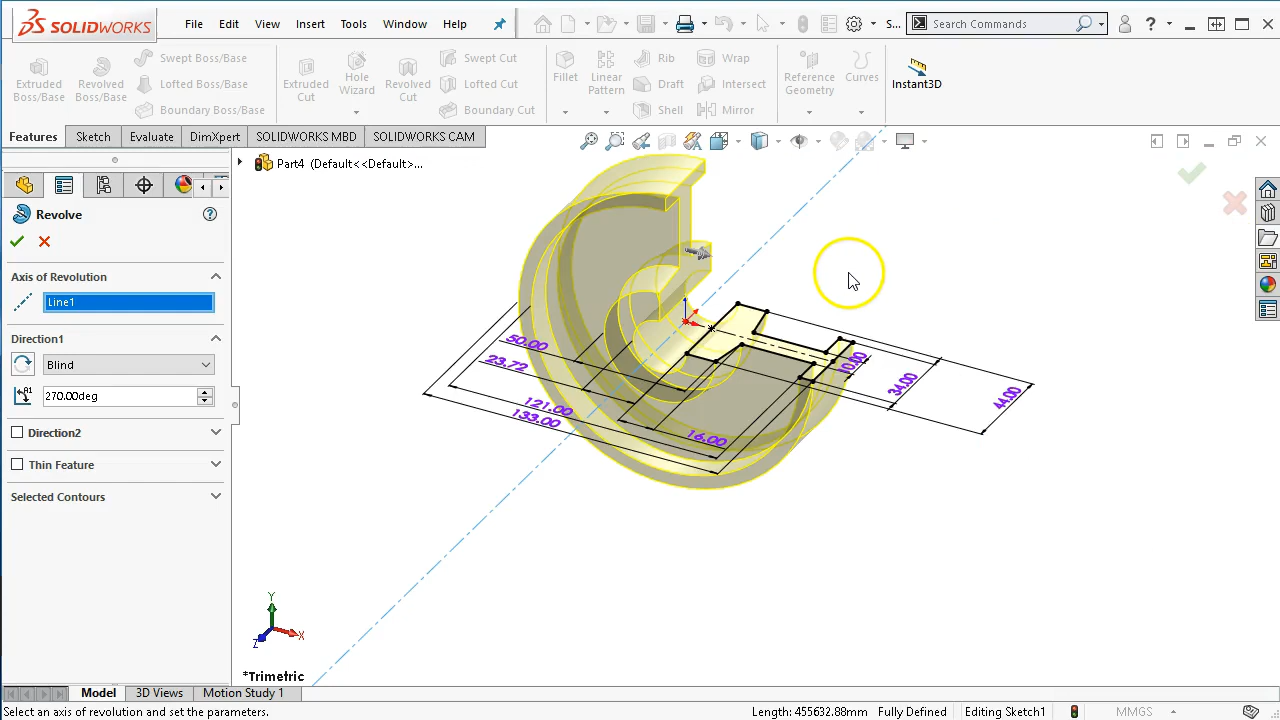 SOLIDWORKS File Edit View Insert Tools Window Help S... Search Commands ?
Extruded Boss/Base Revolved Boss/Base Swept Boss/Base Lofted Boss/Base Boundary Boss/Base Extruded Cut Hole Wizard Revolved Cut Swept Cut Lofted Cut Boundary Cut Fillet Linear Pattern Rib Draft Shell Wrap Intersect Mirror Reference Geometry Curves Instant3D
Features Sketch Evaluate DimXpert SOLIDWORKS MBD SOLIDWORKS CAM
Part4 (Default<<Default>...
Revolve ?
Axis of Revolution
Line1
Direction1
Blind
270.00deg
Direction2
Thin Feature
Selected Contours
50.00
23.72
121.00
133.00
16.00
10.00
34.00
44.00
Y
X
Z
*Trimetric
Model 3D Views Motion Study 1
Select an axis of revolution and set the parameters. Length: 455632.88mm Fully Defined Editing Sketch1 MMGS